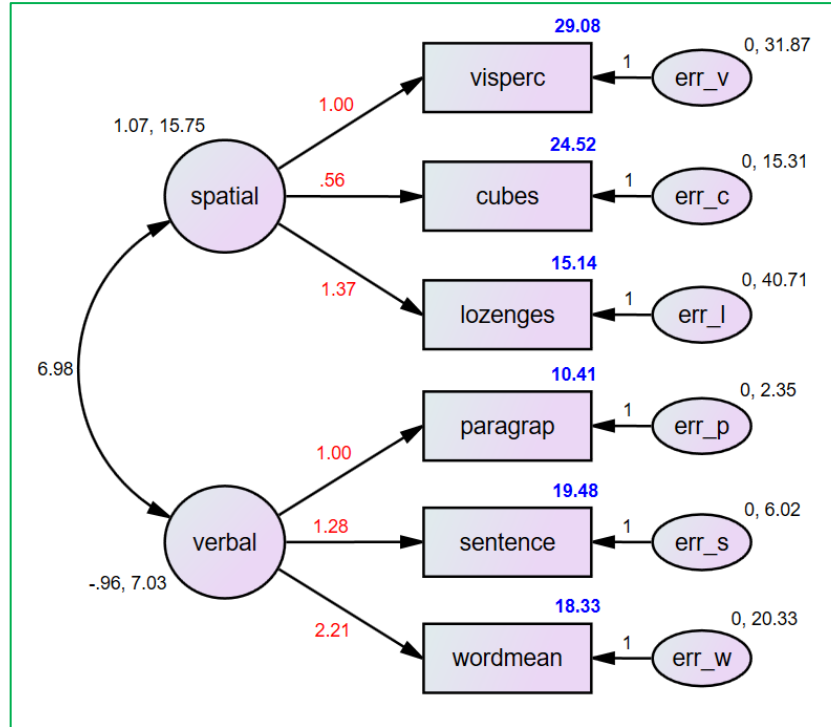 29.08
0, 31.87
visperc
1
err_v
1.00
1.07, 15.75
24.52
0, 15.31
spatial
.56
cubes
1
err_c
15.14
0, 40.71
1.37
lozenges
1
err_l
6.98
10.41
0, 2.35
paragrap
1
err_p
1.00
19.48
0, 6.02
verbal
1.28
sentence
1
err_s
-.96, 7.03
18.33
0, 20.33
2.21
wordmean
1
err_w